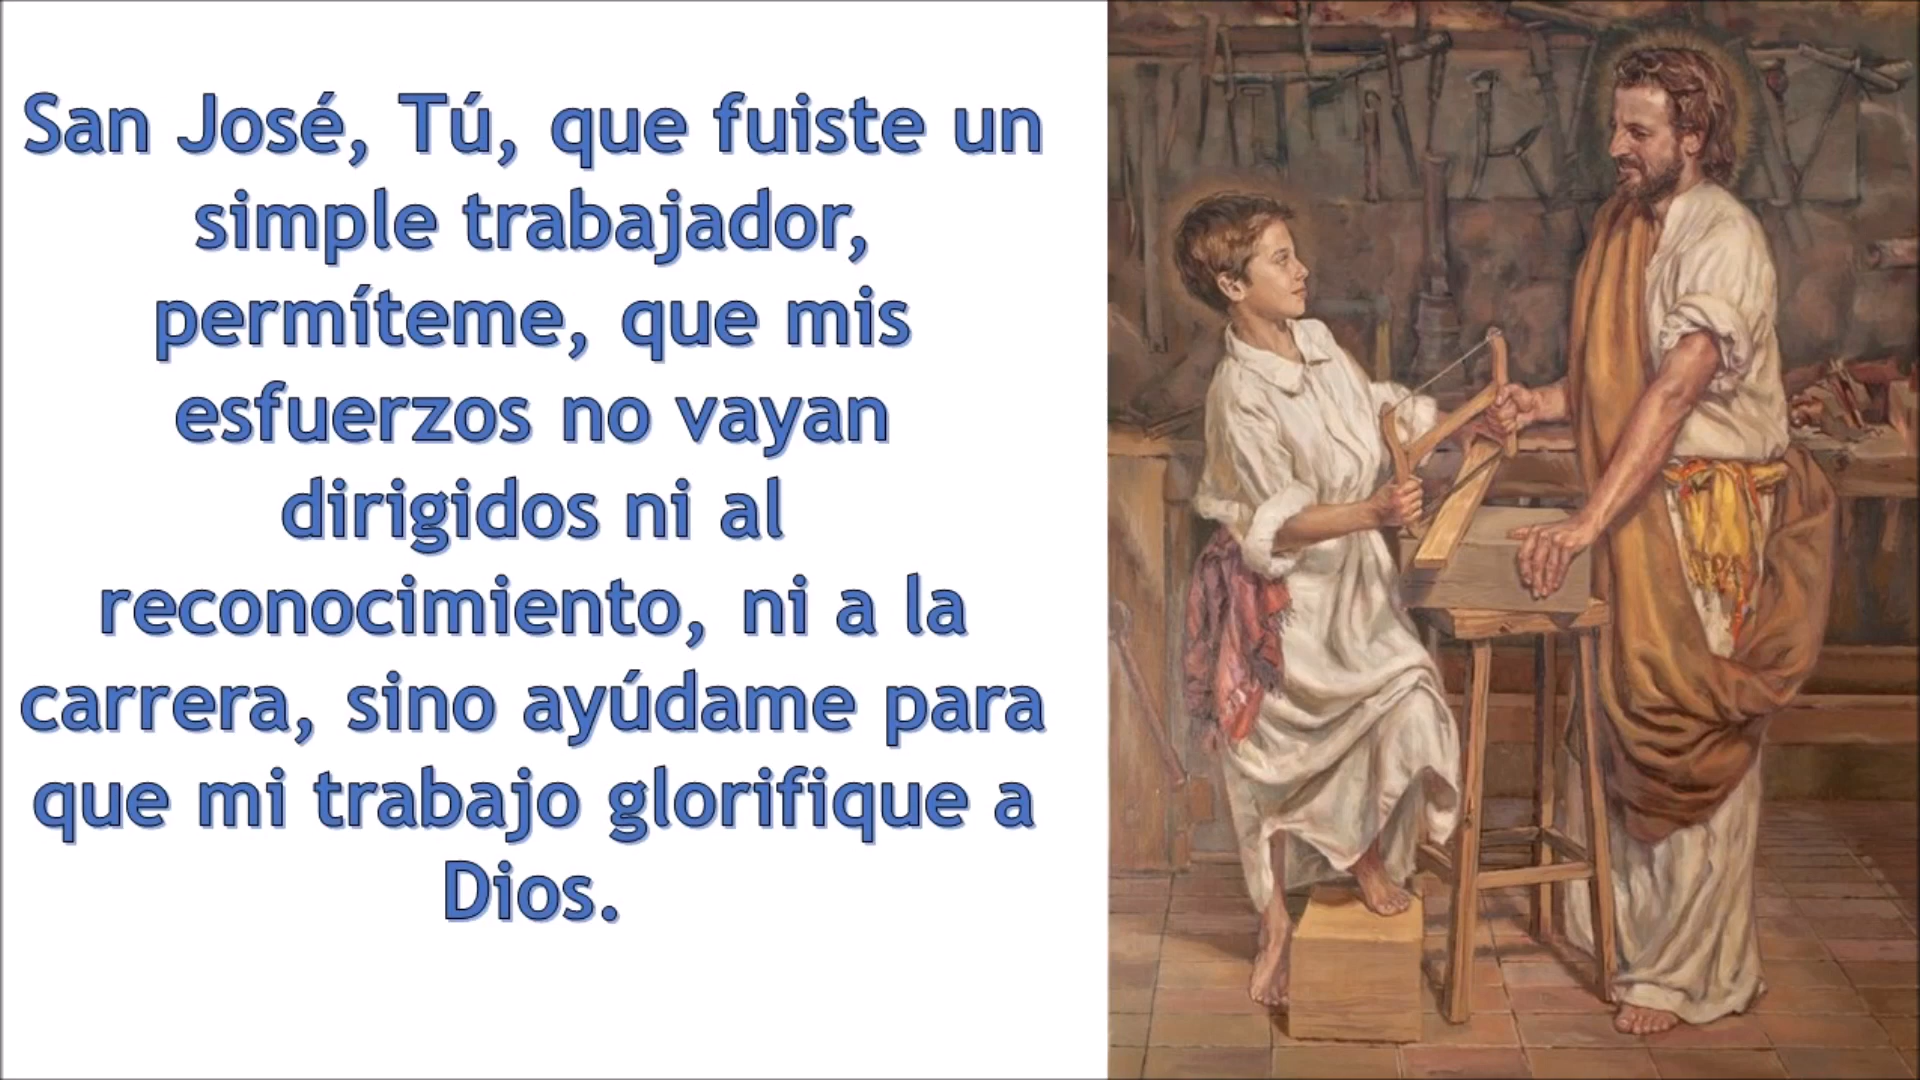 San José, Tú, que fuiste un
simple trabajador,
permíteme, que mis
esfuerzos no vayan
dirigidos ni al
reconocimiento, ni a la
carrera, sino ayúdame para
que mi trabajo glorifique a
Dios.